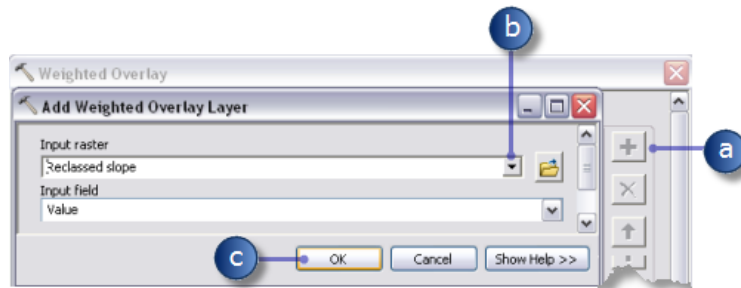 b
Weighted Overlay
Add Weighted Overlay Layer
Input raster
Reclassed slope
a
Input field
Value
c
OK
Cancel
Show Help >>